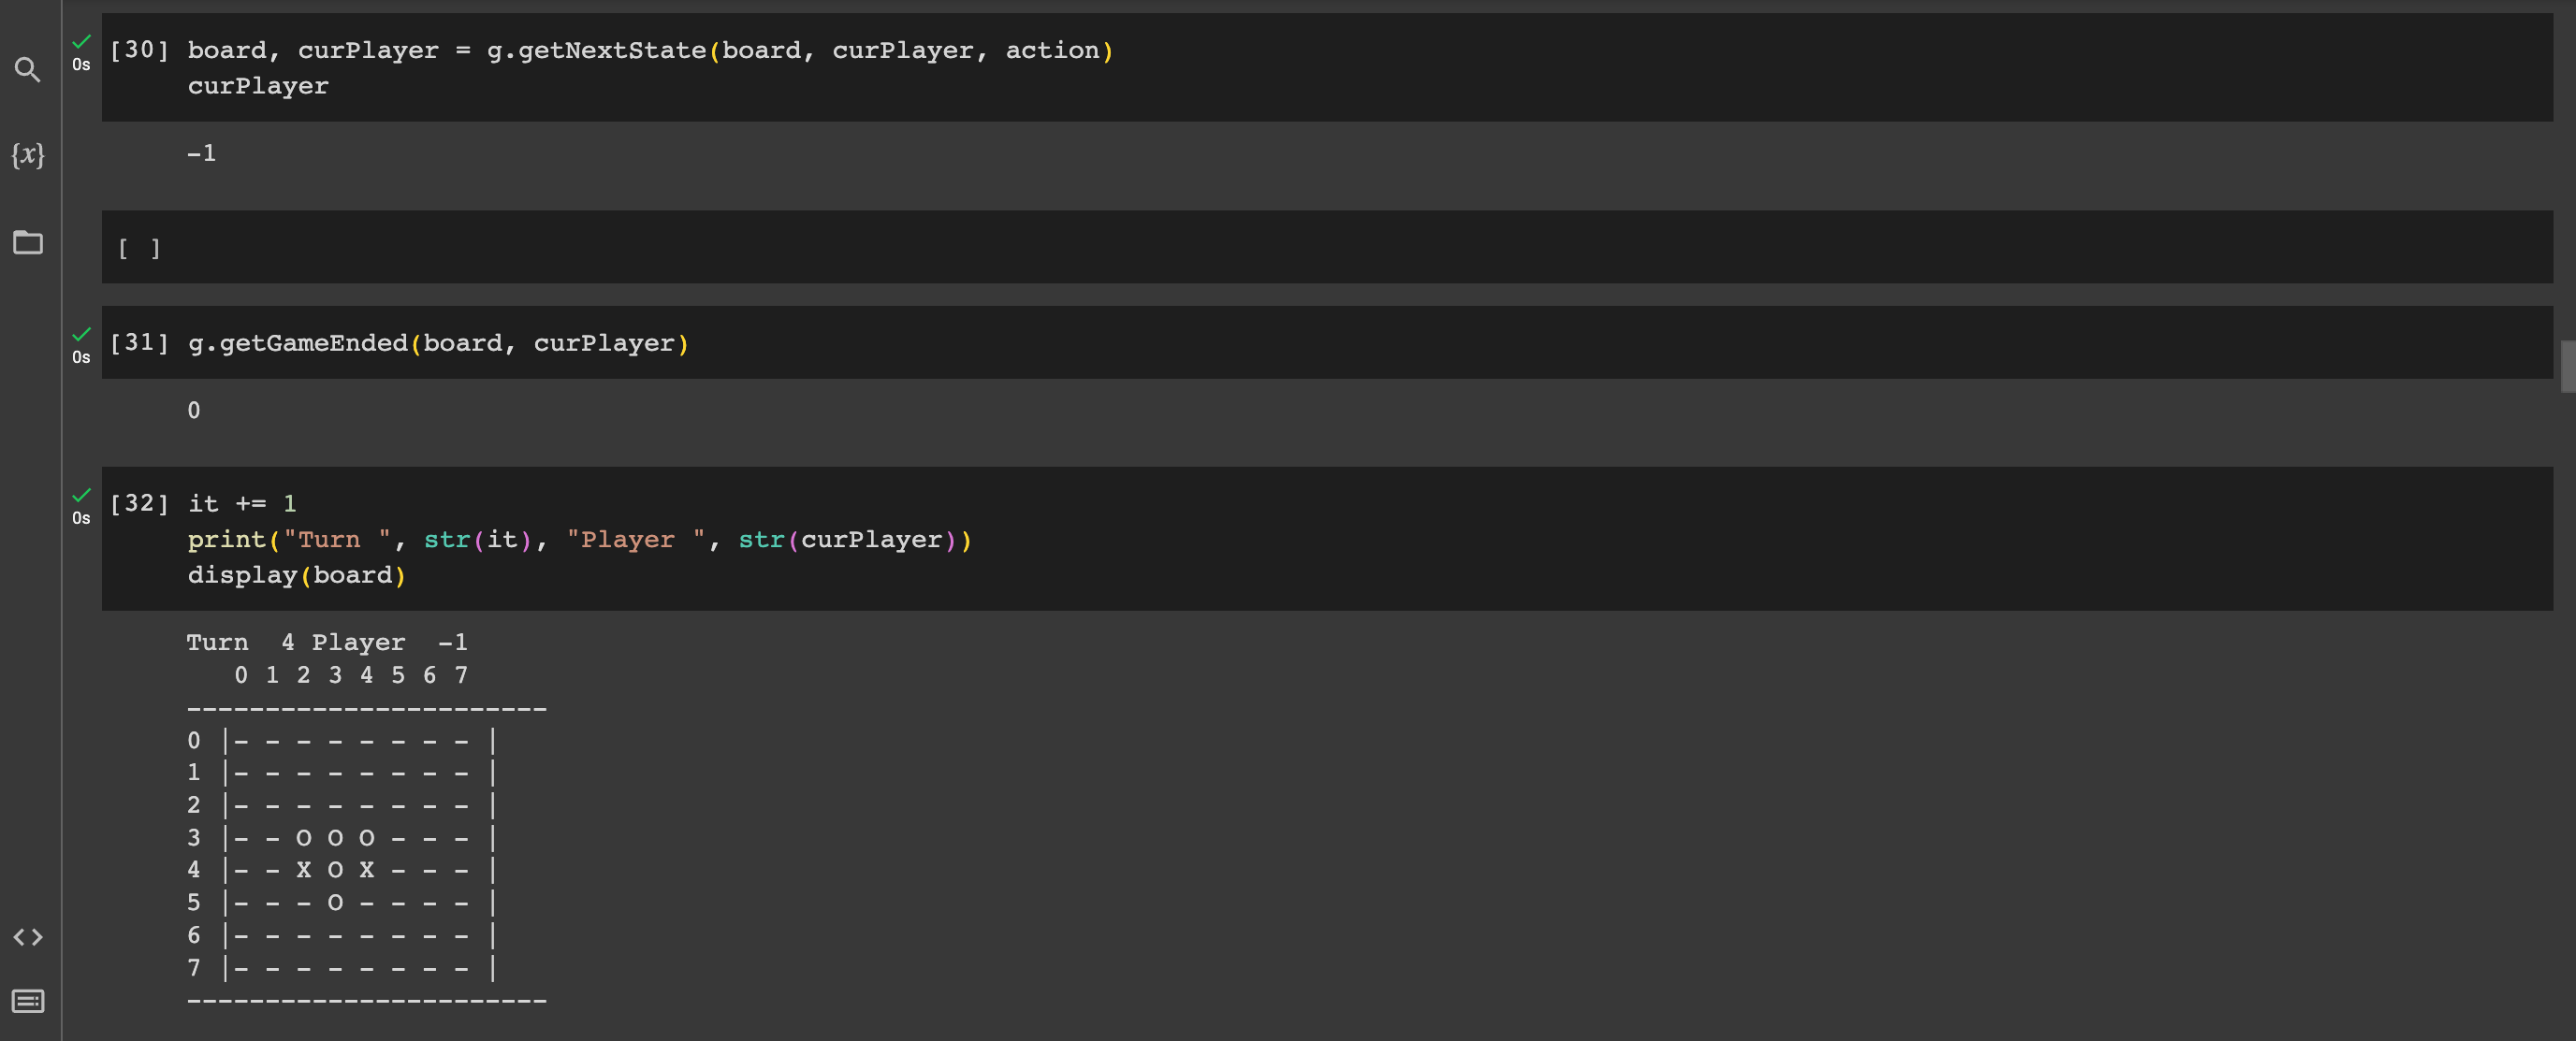 [30] board, curPlayer = g.getNextState(board, curPlayer, action)
curPlayer
0s
-1
{x}
[ ]
[31] g.getGameEnded(board, curPlayer)
0s
0
[32] it += 1
0s
print("Turn ", str(it), "Player ", str(curPlayer))
display(board)
Turn  4 Player  -1
   0 1 2 3 4 5 6 7
-----------------------
0 |- - - - - - - - |
1 |- - - - - - - - |
2 |- - - - - - - - |
3 |- - O O O - - - |
4 |- - X O X - - - |
5 |- - - O - - - - |
6 |- - - - - - - - |
7 |- - - - - - - - |
-----------------------